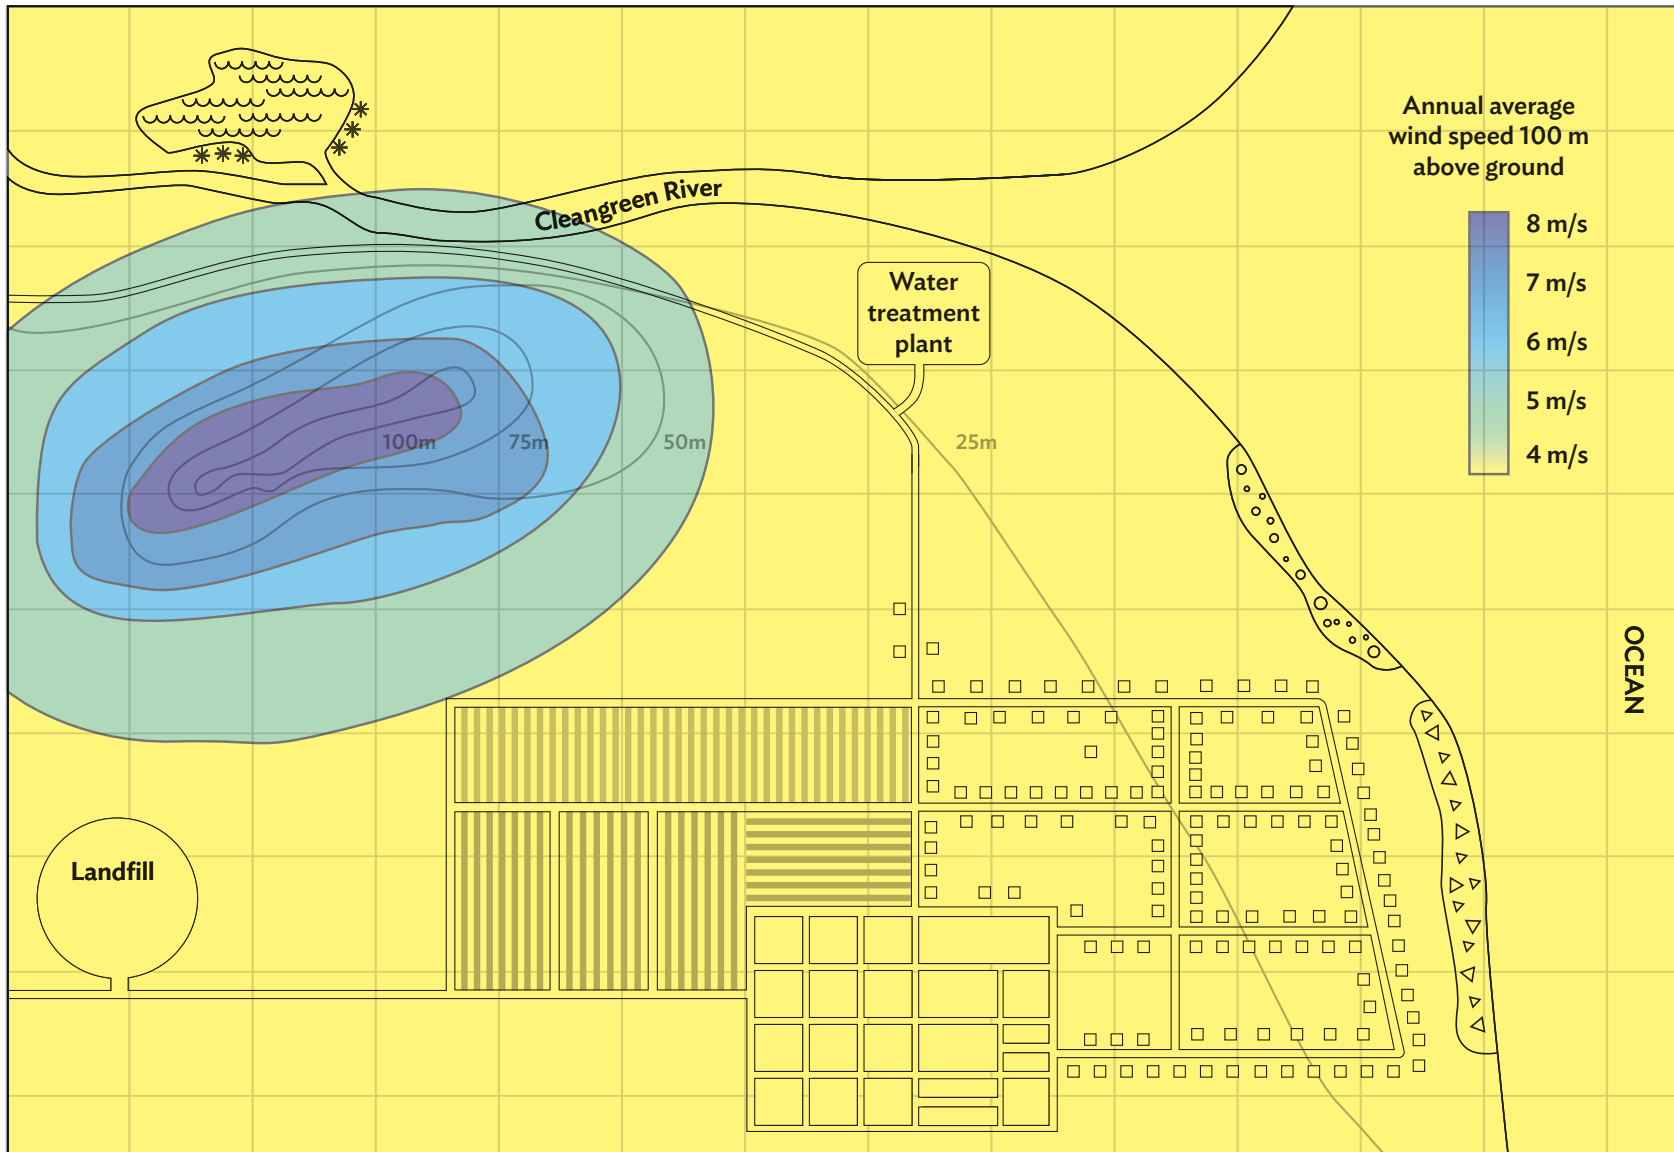 Annual average
wind speed 100 m
above ground
8 m/s
7 m/s
6 m/s
5 m/s
4 m/s
Cleangreen River
Water
treatment
plant
100m
75m
50m
25m
OCEAN
Landfill